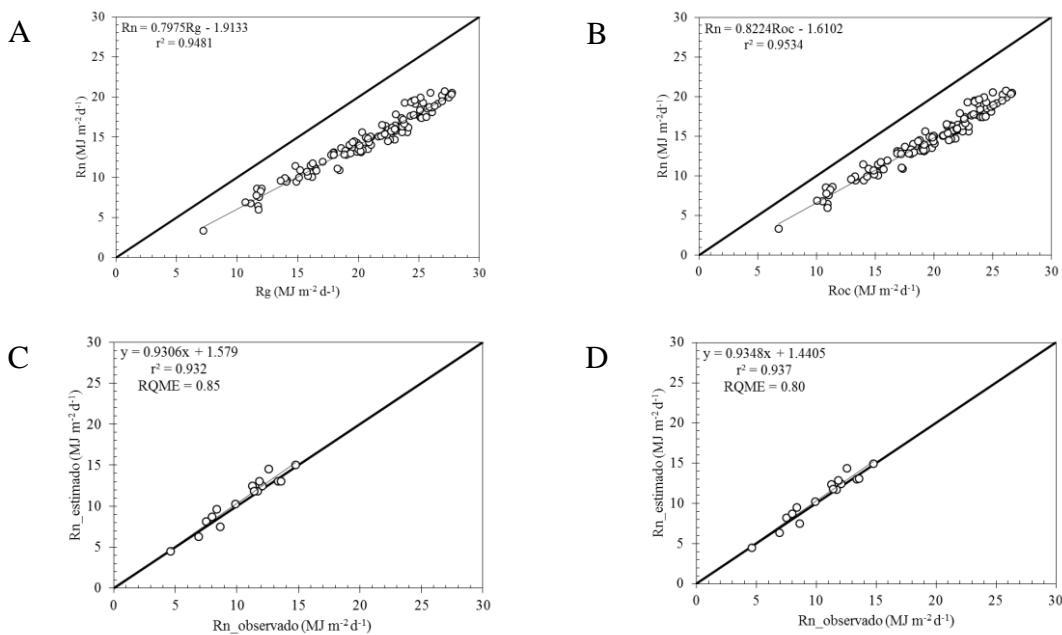 A
Rn = 0.7975Rg - 1.9133
r² = 0.9481
30
25
20
15
10
5
0
Rn (MJ m⁻² d⁻¹)
0 5 10 15 20 25 30
Rg (MJ m⁻² d-¹)
B
Rn = 0.8224Roc - 1.6102
r² = 0.9534
30
25
20
15
10
5
0
Rn (MJ m⁻² d⁻¹)
0 5 10 15 20 25 30
Roc (MJ m⁻² d⁻¹)
C
y = 0.9306x + 1.579
r² = 0.932
RQME = 0.85
30
25
20
15
10
5
0
Rn_estimado (MJ m⁻² d⁻¹)
0 5 10 15 20 25 30
Rn_observado (MJ m⁻² d⁻¹)
D
y = 0.9348x + 1.4405
r² = 0.937
RQME = 0.80
30
25
20
15
10
5
0
Rn_estimado (MJ m⁻² d⁻¹)
0 5 10 15 20 25 30
Rn_observado (MJ m⁻² d⁻¹)